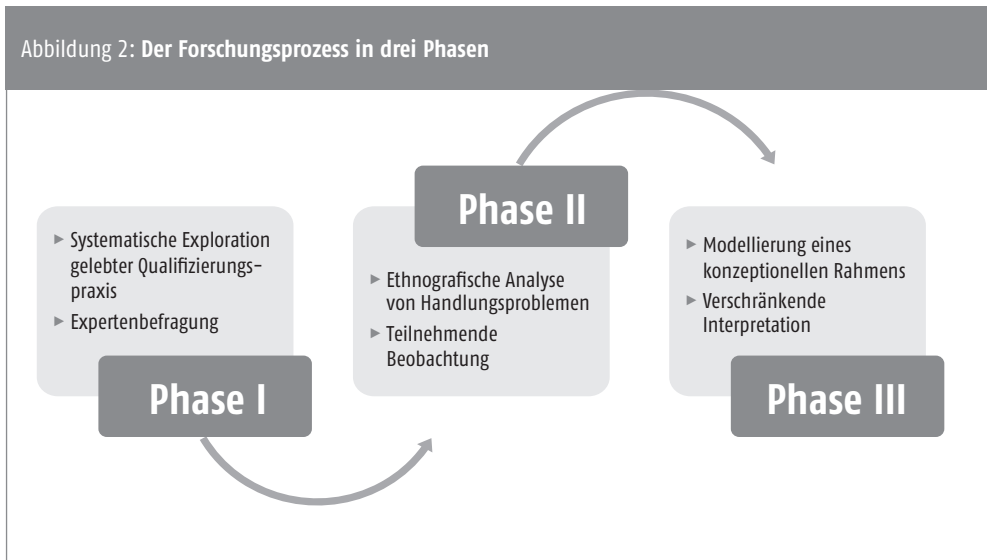 Abbildung 2: Der Forschungsprozess in drei Phasen
▶ Systematische Exploration
gelebter Qualifizierungs-
praxis
▶ Expertenbefragung
Phase I
Phase II
▶ Ethnografische Analyse
von Handlungsproblemen
▶ Teilnehmende
Beobachtung
▶ Modellierung eines
konzeptionellen Rahmens
▶ Verschränkende
Interpretation
Phase III